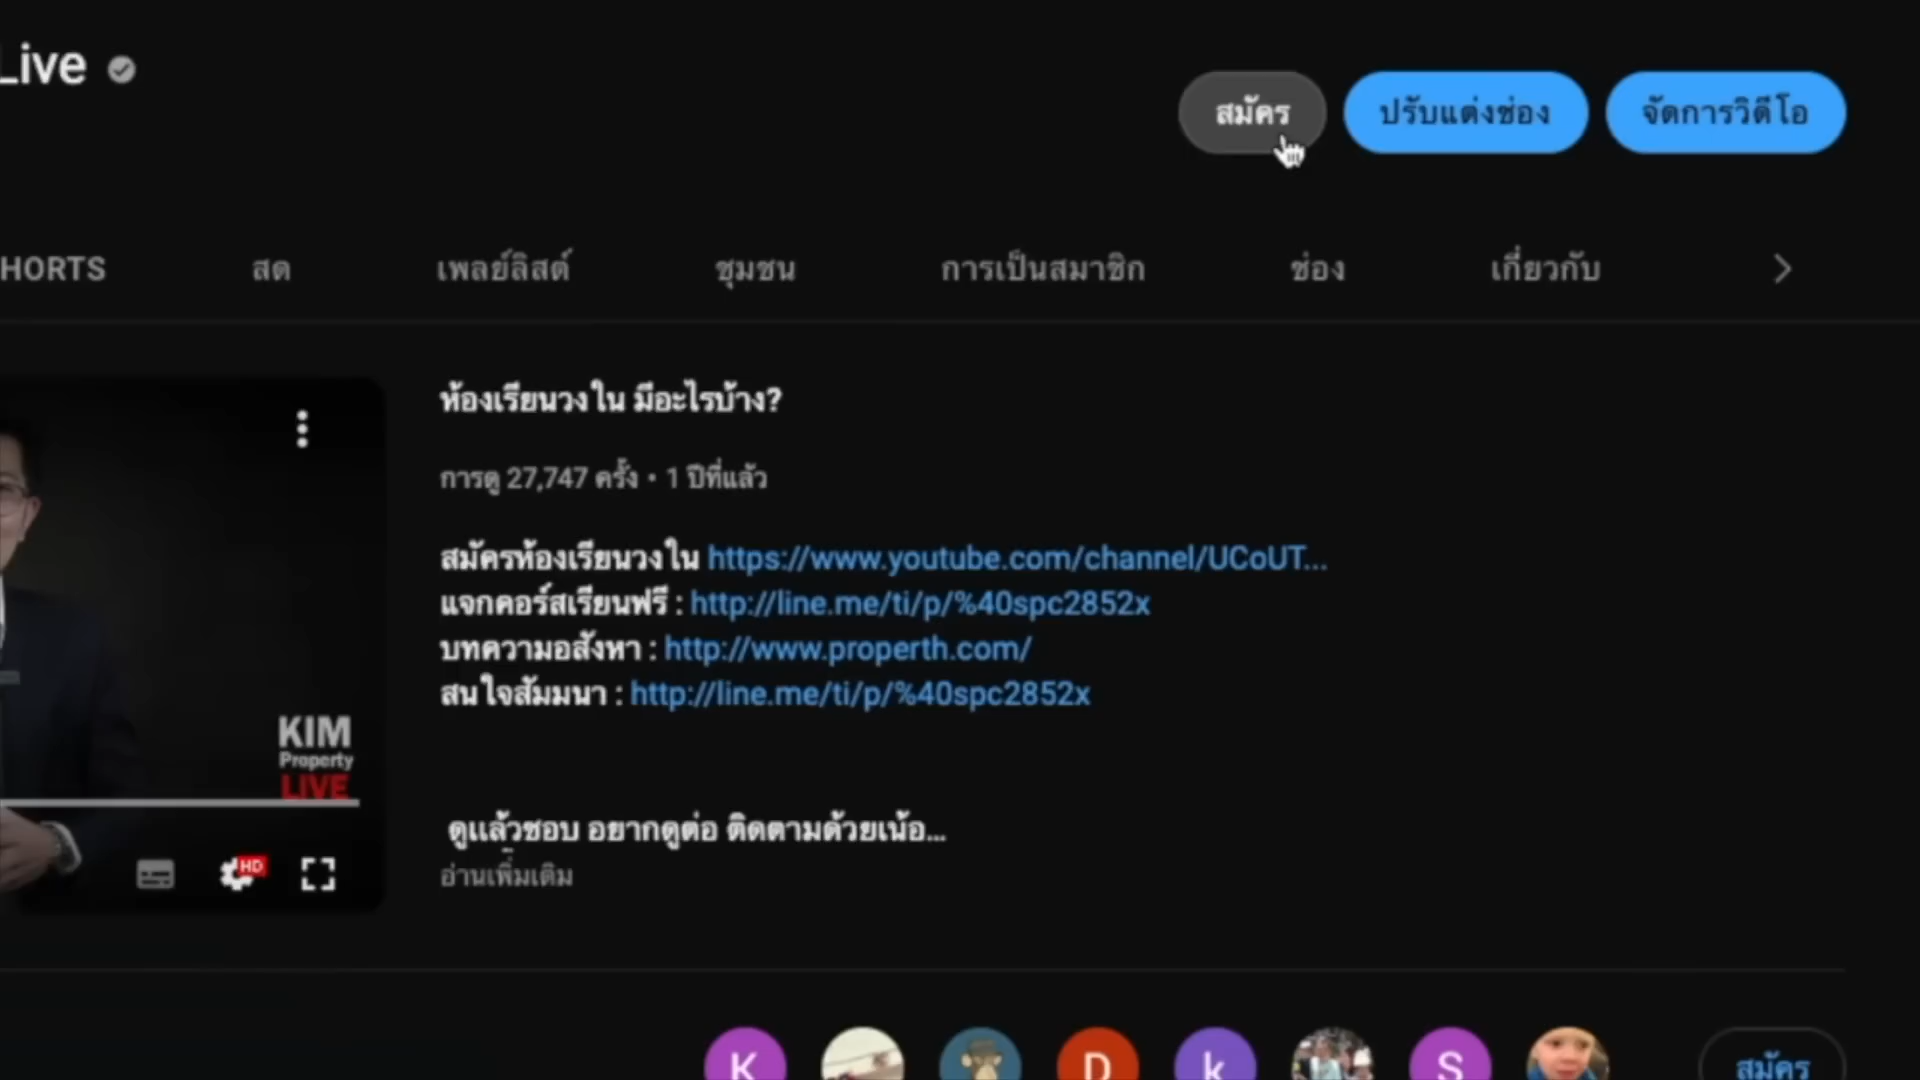 Live
สมัคร
ปรับแต่งช่อง
จัดการวิดีโอ
HORTS
สด
เพลย์ลิสต์
ชุมชน
การเป็นสมาชิก
ช่อง
เกี่ยวกับ
ห้องเรียนวงใน มีอะไรบ้าง?
การดู 27,747 ครั้ง • 1 ปีที่แล้ว
สมัครห้องเรียนวงใน https://www.youtube.com/channel/UCoUT...
แจกคอร์สเรียนฟรี : http://line.me/ti/p/%40spc2852x
บทความอสังหา : http://www.properth.com/
สนใจสัมมนา : http://line.me/ti/p/%40spc2852x
KIM
Property
LIVE
ดูแล้วชอบ อยากดูต่อ ติดตามด้วยเน้อ...
อ่านเพิ่มเติม
HD
K
D
k
S
สมัคร